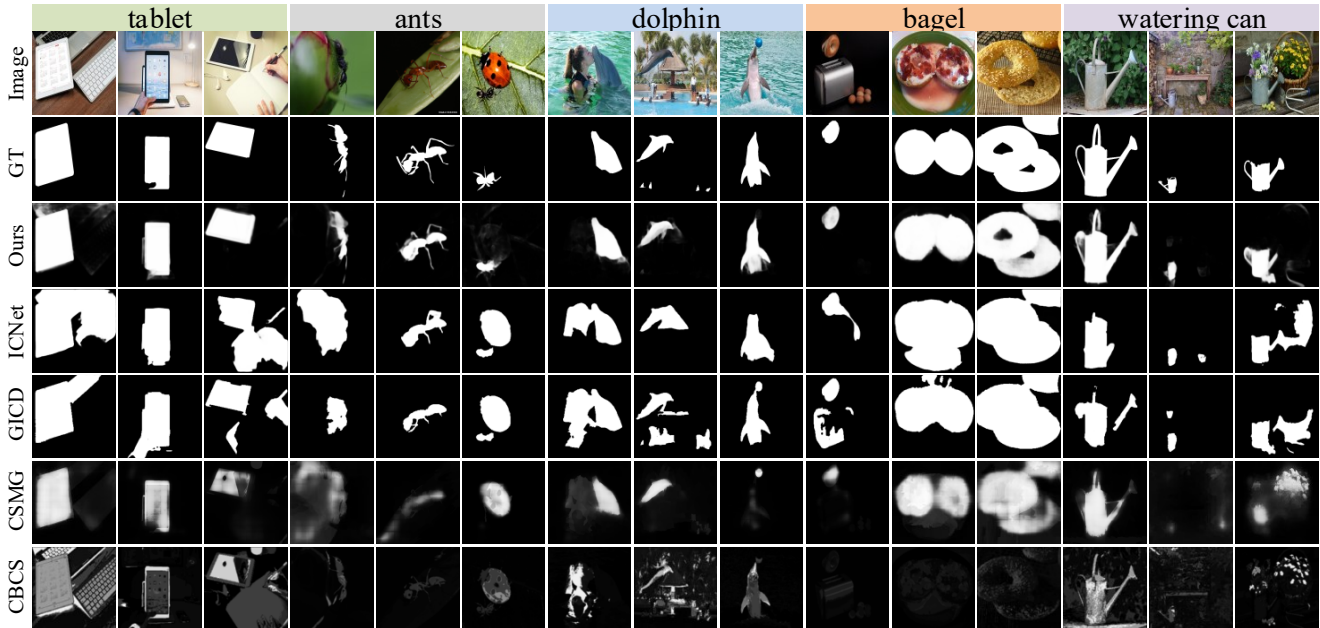 tablet ants dolphin bagel watering can
Image
GT
Ours
ICNet
GICD
CSMG
CBCS